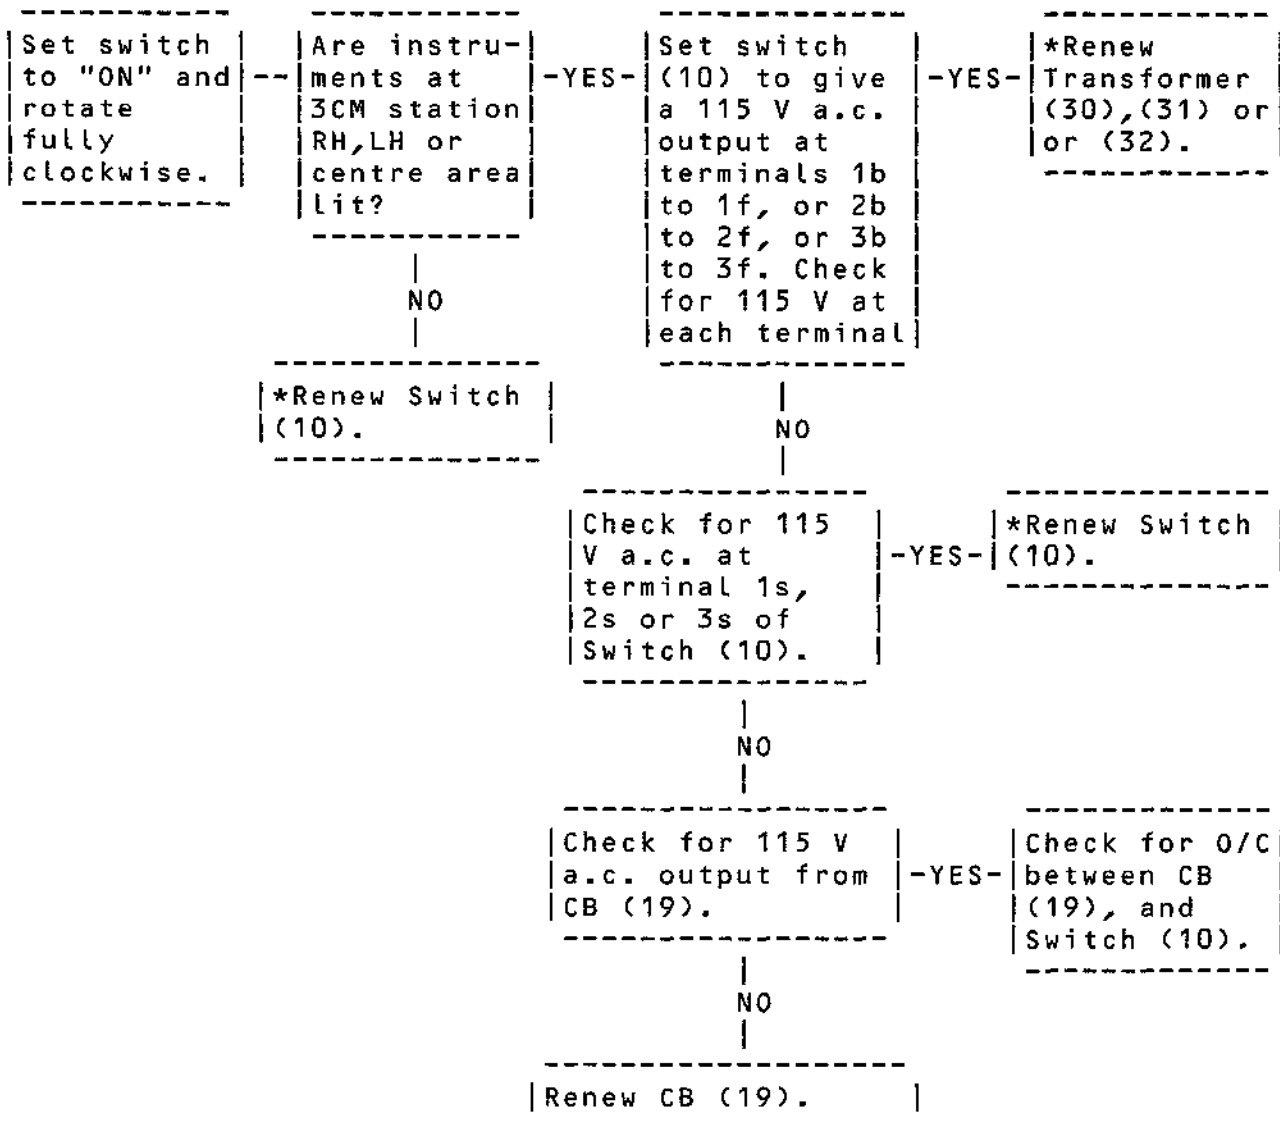 Set switch
to "ON" and
rotate
fully
clockwise.
Are instru-
ments at
3CM station
RH,LH or
centre area
lit?
YES
Set switch
(10) to give
a 115 V a.c.
output at
terminals 1b
to 1f, or 2b
to 2f, or 3b
to 3f. Check
for 115 V at
each terminal
YES
*Renew
Transformer
(30),(31) or
or (32).
NO
*Renew Switch
(10).
NO
Check for 115
V a.c. at
terminal 1s,
2s or 3s of
Switch (10).
YES
*Renew Switch
(10).
NO
Check for 115 V
a.c. output from
CB (19).
YES
Check for O/C
between CB
(19), and
Switch (10).
NO
Renew CB (19).